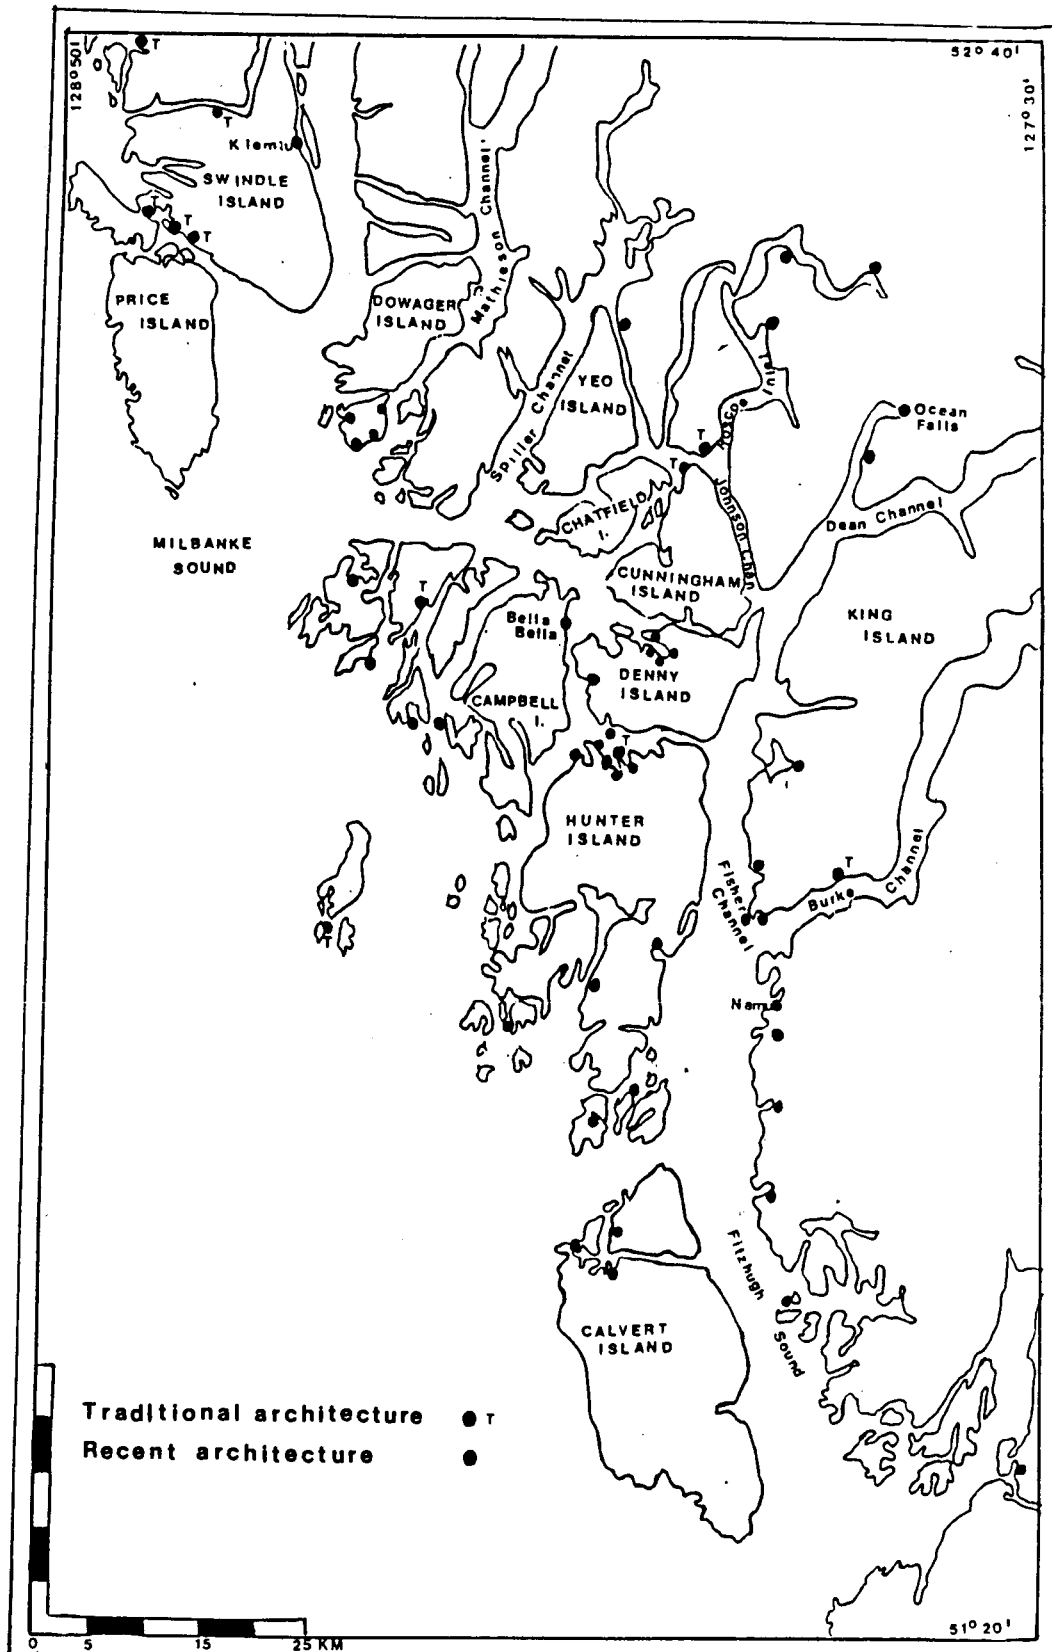 T
52° 40'
128° 50'
127° 30'
T
Klemtu
SWINDLE
ISLAND
T
T
T
Mathieson Channel
PRICE
ISLAND
DOWAGER
ISLAND
YEO
ISLAND
Spiller Channel
Roscoe Inlet
Ocean
Falls
T
T
CHATFIELD
I.
Johnson Chan
Dean Channel
MILBANKE
SOUND
CUNNINGHAM
ISLAND
T
Bella
Bella
KING
ISLAND
DENNY
ISLAND
CAMPBELL
I.
T
HUNTER
ISLAND
T
Fisher
Channel
Burke Channel
T
Namu
Fitzhugh Sound
CALVERT
ISLAND
Traditional architecture T
Recent architecture
0 5 15 25 KM
51° 20'